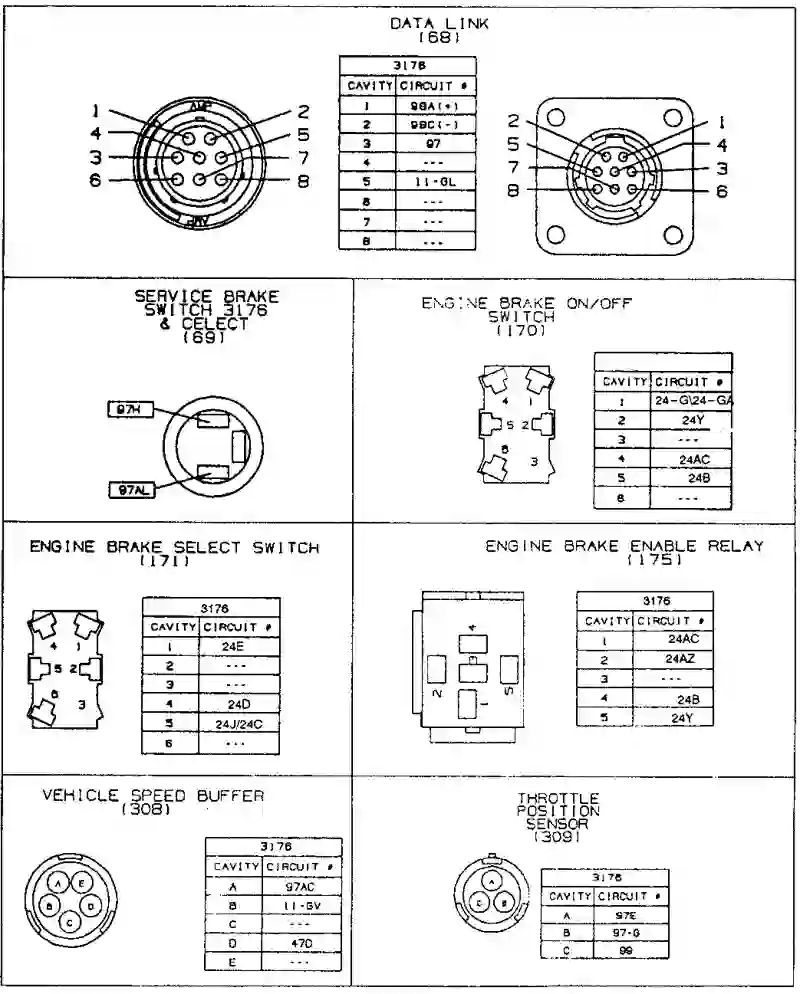 DATA LINK
(68)
AMP
AMP
1
4
3
6
2
5
7
8
3176
CAVITY CIRCUIT #
1 98A(+)
2 98C(-)
3 97
4 ---
5 11-GL
6 ---
7 ---
8 ---
2
5
7
8
1
4
3
6
SERVICE BRAKE
SWITCH 3176
& CELECT
(69)
97H
97AL
ENGINE BRAKE ON/OFF
SWITCH
(170)
4 1
5 2
6 3
CAVITY CIRCUIT #
1 24-G\24-GA
2 24Y
3 ---
4 24AC
5 24B
6 ---
ENGINE BRAKE SELECT SWITCH
(171)
4 1
5 2
6 3
3176
CAVITY CIRCUIT #
1 24E
2 ---
3 ---
4 24D
5 24J/24C
6 ---
ENGINE BRAKE ENABLE RELAY
(175)
4
2 3 5
1
3176
CAVITY CIRCUIT #
1 24AC
2 24AZ
3 ---
4 24B
5 24Y
VEHICLE SPEED BUFFER
(308)
A E
B D
C
3176
CAVITY CIRCUIT #
A 97AC
B 11-GV
C ---
D 47D
E ---
THROTTLE
POSITION
SENSOR
(309)
A
C B
3176
CAVITY CIRCUIT #
A 97E
B 97-G
C 99